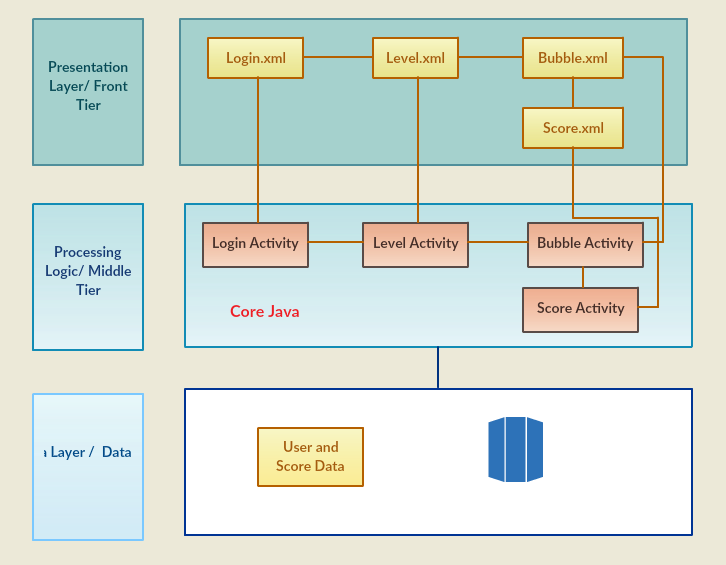 Presentation
Layer/ Front
Tier
Login.xml
Level.xml
Bubble.xml
Score.xml
Processing
Logic/ Middle
Tier
Login Activity
Level Activity
Bubble Activity
Score Activity
Core Java
Layer / Data
User and
Score Data